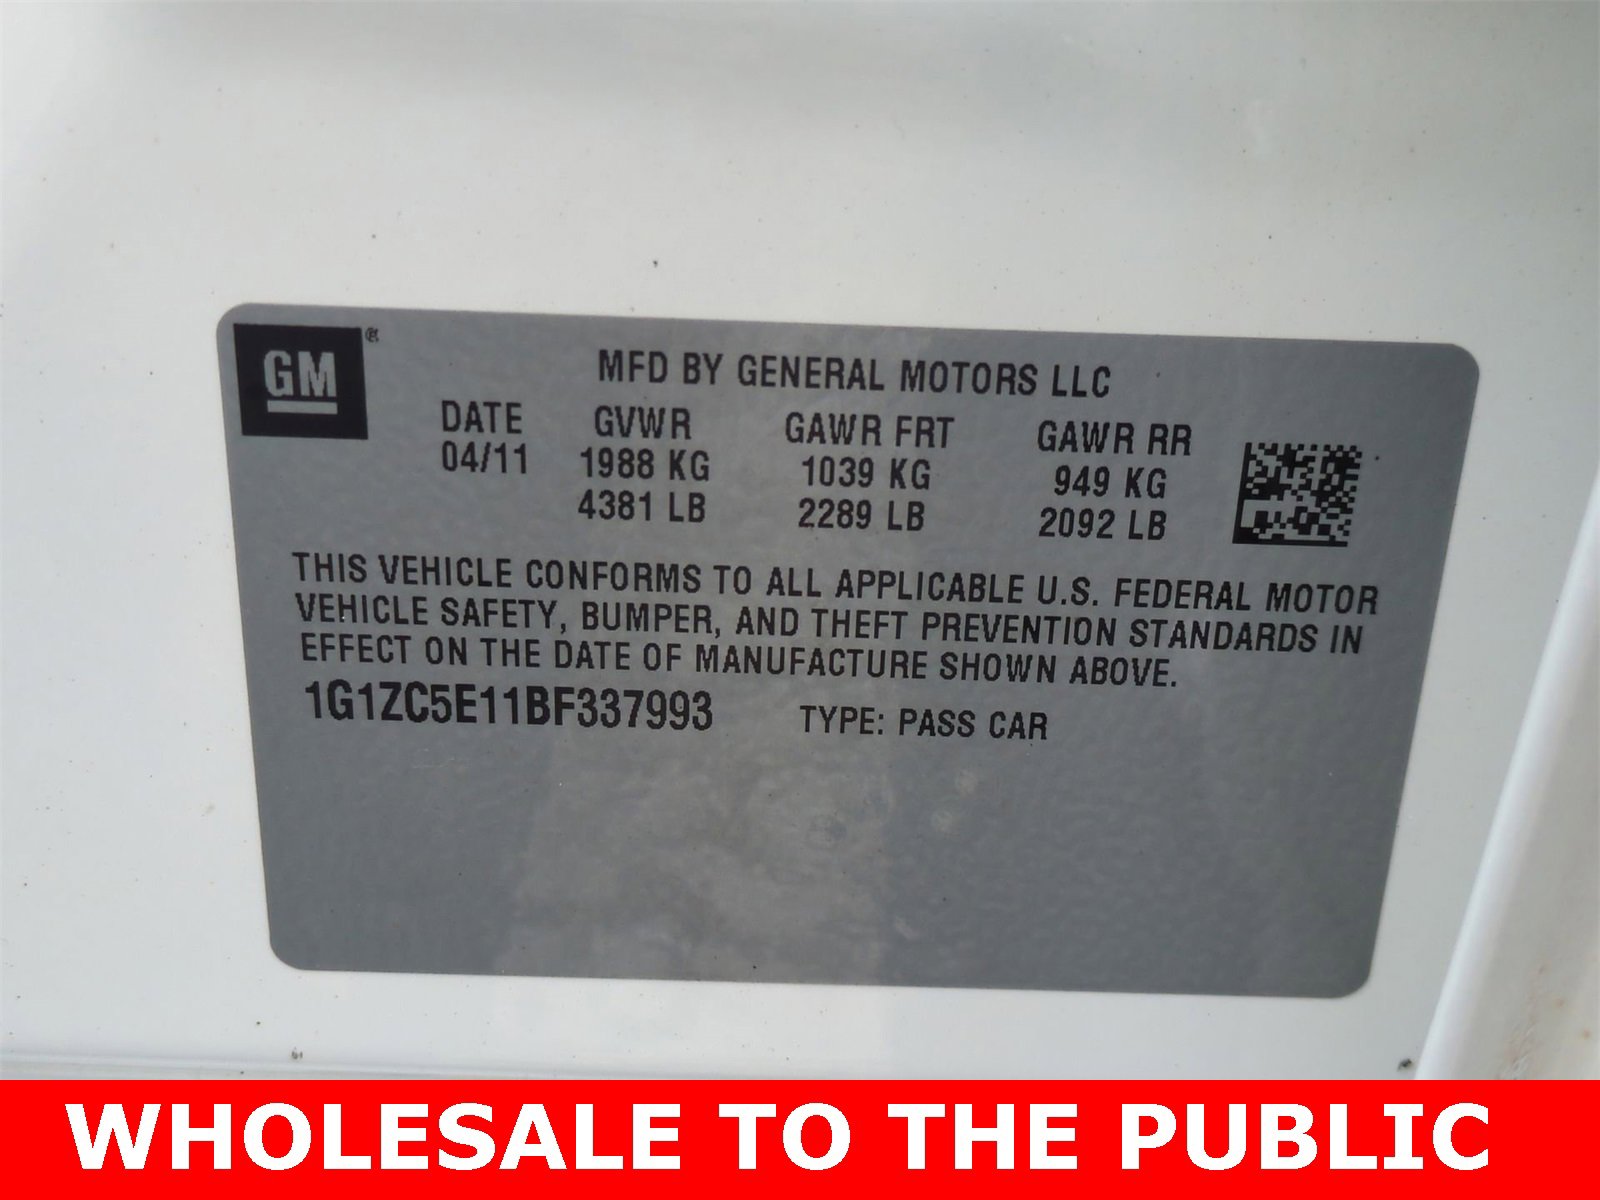 GM ®
MFD BY GENERAL MOTORS LLC
DATE GVWR GAWR FRT GAWR RR
04/11 1988 KG 1039 KG 949 KG
4381 LB 2289 LB 2092 LB
THIS VEHICLE CONFORMS TO ALL APPLICABLE U.S. FEDERAL MOTOR
VEHICLE SAFETY, BUMPER, AND THEFT PREVENTION STANDARDS IN
EFFECT ON THE DATE OF MANUFACTURE SHOWN ABOVE.
1G1ZC5E11BF337993 TYPE: PASS CAR
WHOLESALE TO THE PUBLIC